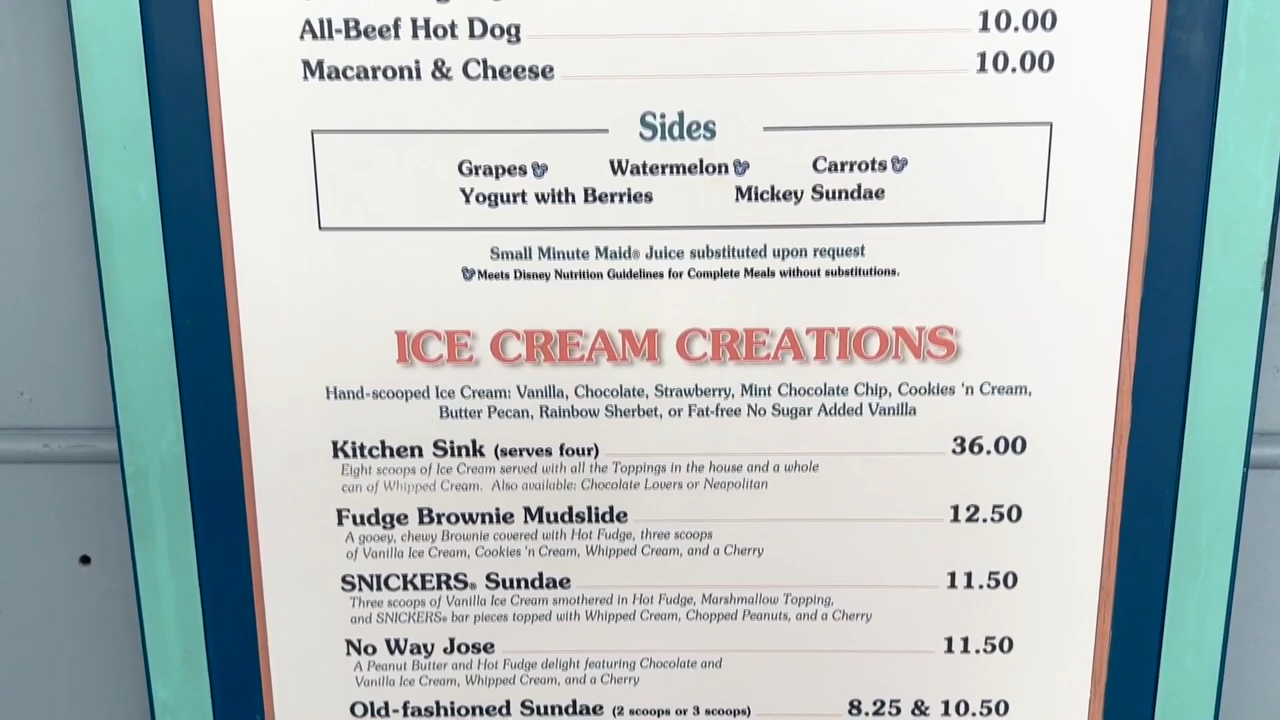 All-Beef Hot Dog 10.00
Macaroni & Cheese 10.00
Sides
Grapes Watermelon Carrots
Yogurt with Berries Mickey Sundae
Small Minute Maid® Juice substituted upon request
Meets Disney Nutrition Guidelines for Complete Meals without substitutions.
ICE CREAM CREATIONS
Hand-scooped Ice Cream: Vanilla, Chocolate, Strawberry, Mint Chocolate Chip, Cookies 'n Cream,
Butter Pecan, Rainbow Sherbet, or Fat-free No Sugar Added Vanilla
Kitchen Sink (serves four) 36.00
Eight scoops of Ice Cream served with all the Toppings in the house and a whole
can of Whipped Cream. Also available: Chocolate Lovers or Neapolitan
Fudge Brownie Mudslide 12.50
A gooey, chewy Brownie covered with Hot Fudge, three scoops
of Vanilla Ice Cream, Cookies 'n Cream, Whipped Cream, and a Cherry
SNICKERS® Sundae 11.50
Three scoops of Vanilla Ice Cream smothered in Hot Fudge, Marshmallow Topping,
and SNICKERS® bar pieces topped with Whipped Cream, Chopped Peanuts, and a Cherry
No Way Jose 11.50
A Peanut Butter and Hot Fudge delight featuring Chocolate and
Vanilla Ice Cream, Whipped Cream, and a Cherry
Old-fashioned Sundae (2 scoops or 3 scoops) 8.25 & 10.50